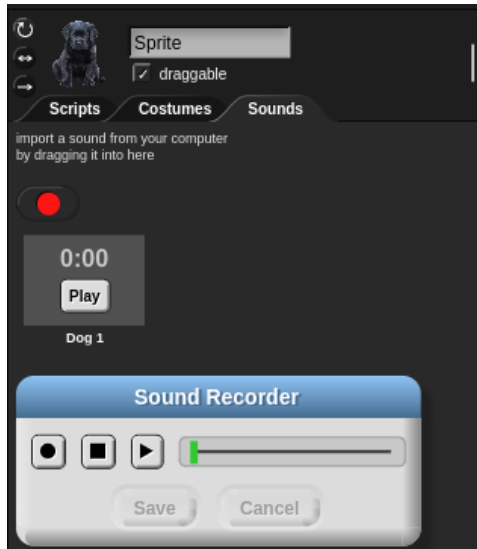 Sprite
draggable
Scripts Costumes Sounds
import a sound from your computer
by dragging it into here
0:00
Play
Dog 1
Sound Recorder
Save Cancel